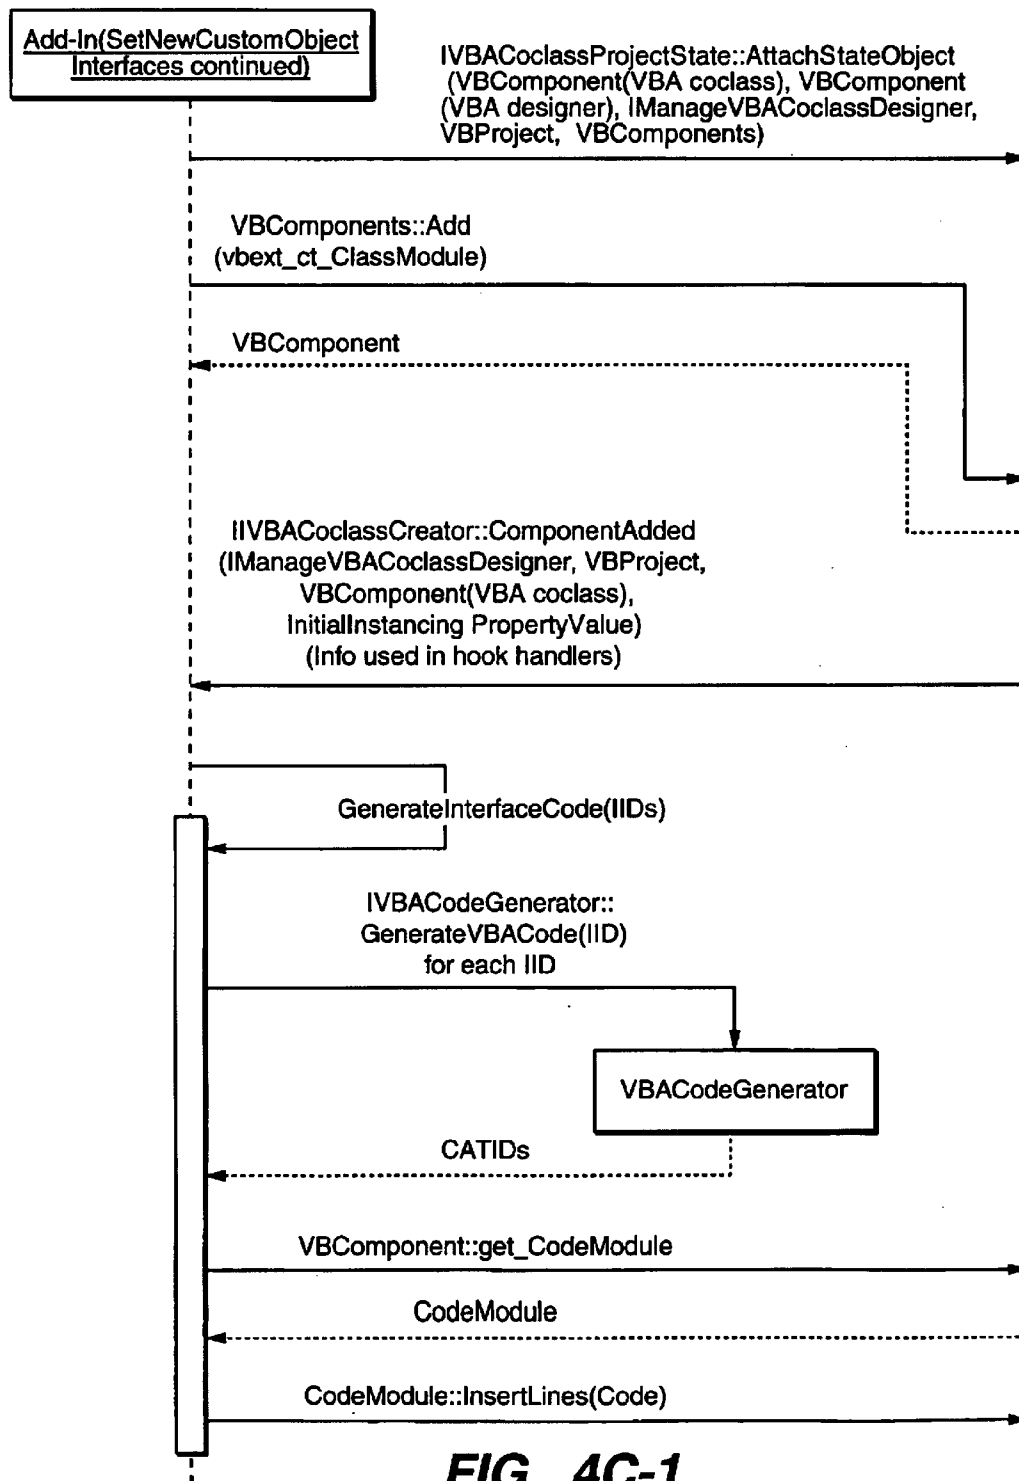 Add-In(SetNewCustomObject
Interfaces continued)
IVBACoclassProjectState::AttachStateObject
(VBComponent(VBA coclass), VBComponent
(VBA designer), IManageVBACoclassDesigner,
VBProject, VBComponents)
VBComponents::Add
(vbext_ct_ClassModule)
VBComponent
IIVBACoclassCreator::ComponentAdded
(IManageVBACoclassDesigner, VBProject,
VBComponent(VBA coclass),
InitialInstancing PropertyValue)
(Info used in hook handlers)
GenerateInterfaceCode(IIDs)
IVBACodeGenerator::
GenerateVBACode(IID)
for each IID
VBACodeGenerator
CATIDs
VBComponent::get_CodeModule
CodeModule
CodeModule::InsertLines(Code)
FIG._4C-1